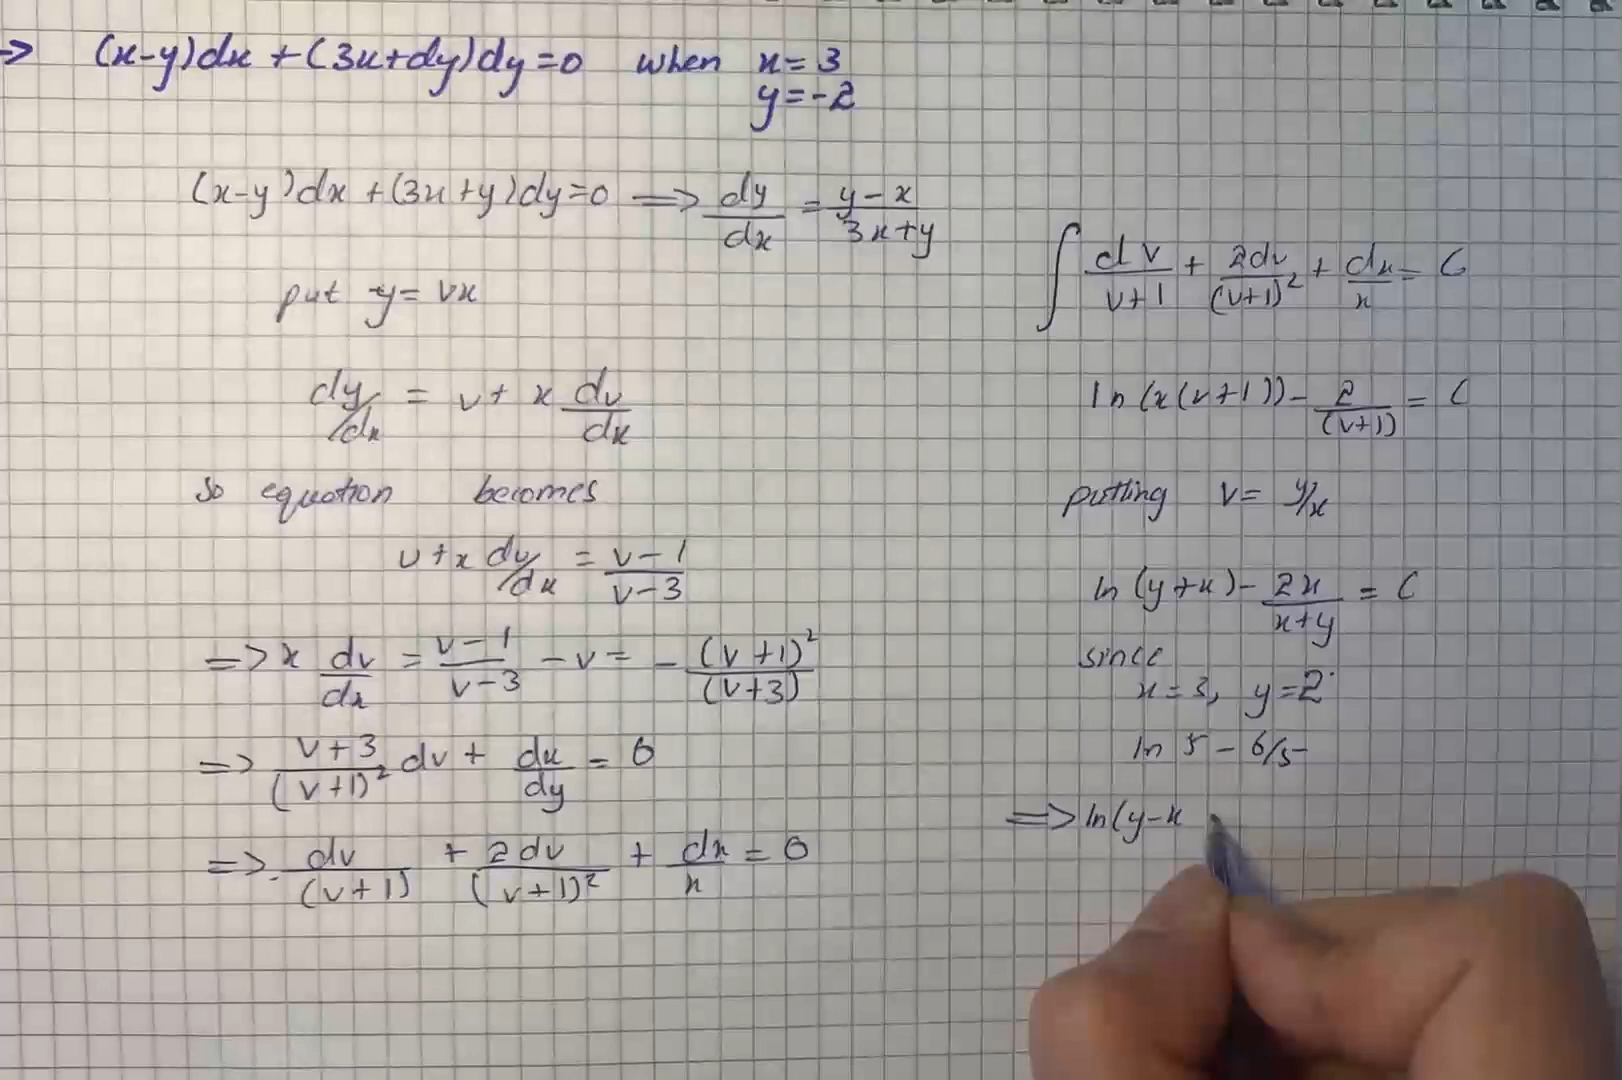 → (x-y)dx + (3x+dy)dy = 0 when x = 3
y = -2
(x-y)dx + (3x+y)dy = 0 => dy/dx = y-x/3x+y
put y = vx
dy/dx = v + x dv/dx
So equation becomes
v + x dv/dx = v-1/v-3
=> x dv/dx = v-1/v-3 - v = - (v+1)²/(v+3)
=> v+3/(v+1)² dv + dx/dy = 0
=> dv/(v+1) + 2dv/(v+1)² + dx/x = 0
∫ dv/v+1 + 2dv/(v+1)² + dx/x = C
ln(x(v+1)) - 2/(v+1) = C
putting v = y/x
ln(y+x) - 2x/x+y = C
since
x = 3, y = 2
ln 5 - 6/5
=> ln(y-x